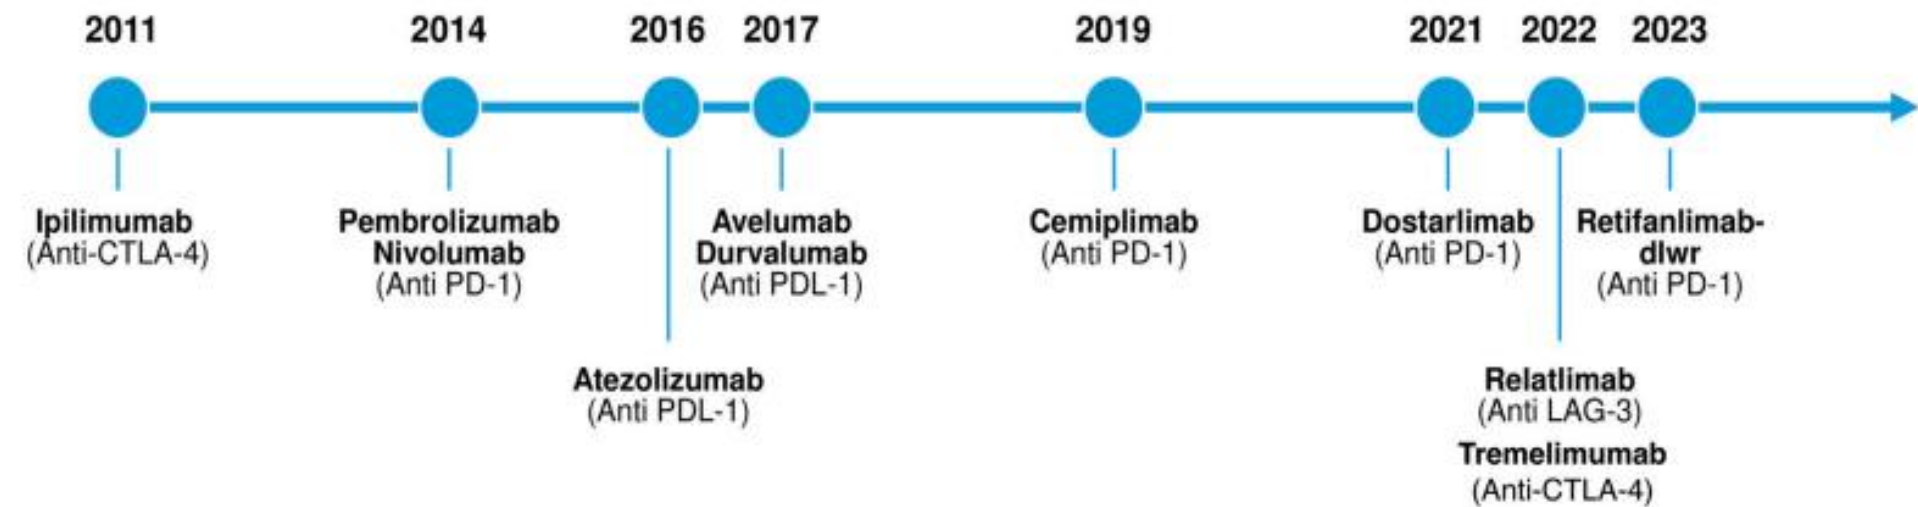 2011
2014
2016
2017
2019
2021
2022
2023
Ipilimumab
(Anti-CTLA-4)
Pembrolizumab
Nivolumab
(Anti PD-1)
Atezolizumab
(Anti PDL-1)
Avelumab
Durvalumab
(Anti PDL-1)
Cemiplimab
(Anti PD-1)
Dostarlimab
(Anti PD-1)
Relatlimab
(Anti LAG-3)
Tremelimumab
(Anti-CTLA-4)
Retifanlimab-
dlwr
(Anti PD-1)